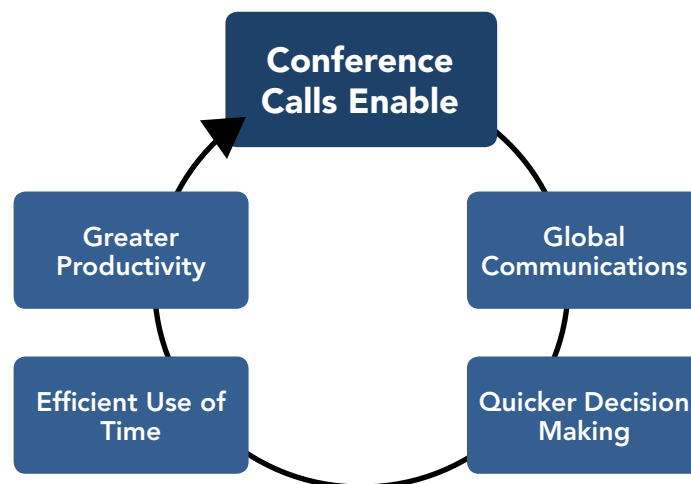 Conference
Calls Enable
Global
Communications
Quicker Decision
Making
Efficient Use of
Time
Greater
Productivity